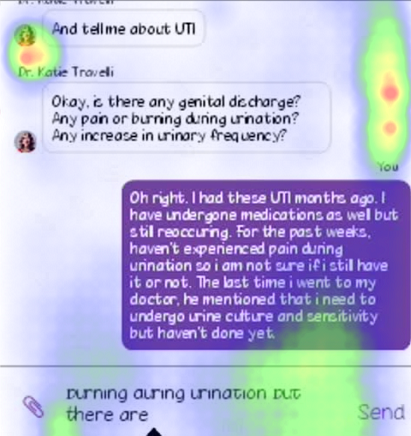 Dr. Katie Travelli
And tell me about UTI
Dr. Katie Travelli
Okay, is there any genital discharge?
Any pain or burning during urination?
Any increase in urinary frequency?
You
Oh right. I had these UTI months ago. I
have undergone medications as well but
still reoccuring. For the past weeks,
haven't experienced pain during
urination so i am not sure if i still have
it or not. The last time i went to my
doctor, he mentioned that i need to
undergo urine culture and sensitivity
but haven't done yet.
burning during urination but
there are
Send